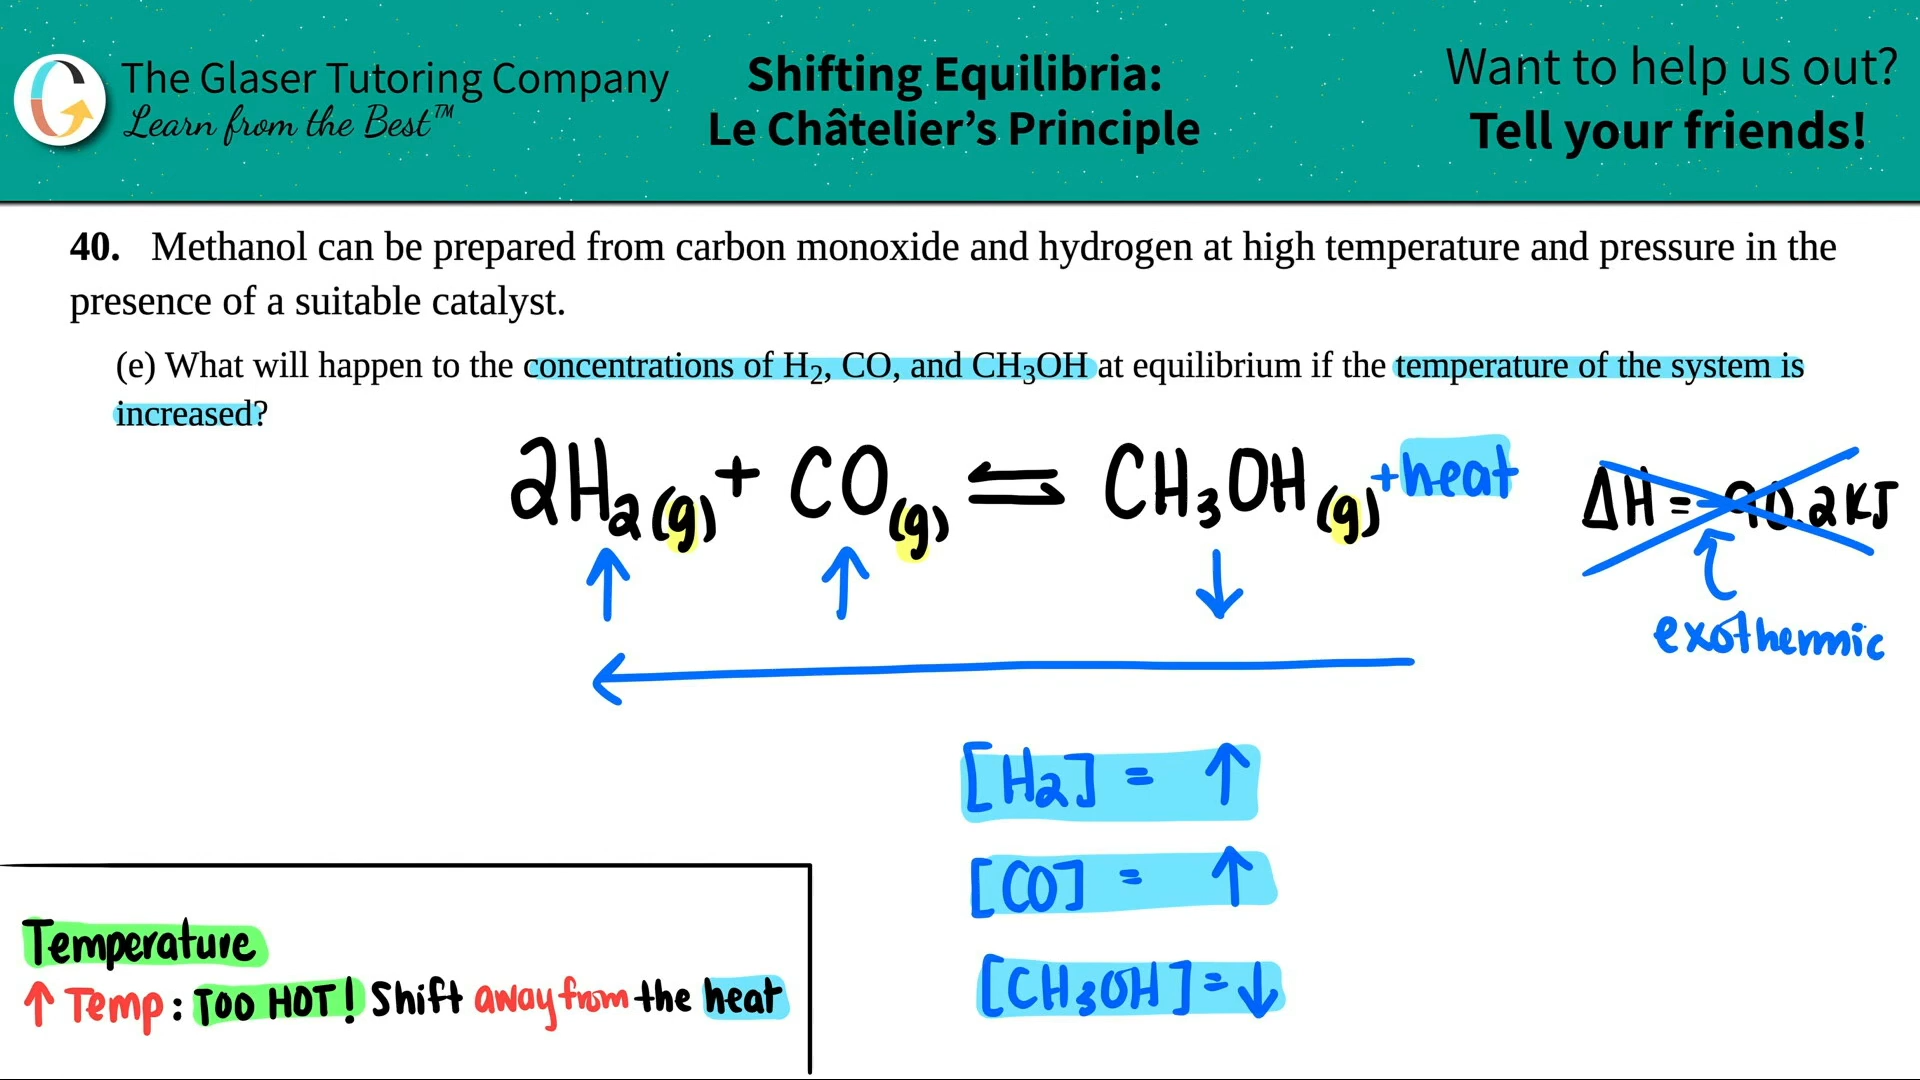 The Glaser Tutoring Company
Learn from the Best™
Shifting Equilibria:
Le Châtelier’s Principle
Want to help us out?
Tell your friends!
40. Methanol can be prepared from carbon monoxide and hydrogen at high temperature and pressure in the
presence of a suitable catalyst.
(e) What will happen to the concentrations of H₂, CO, and CH₃OH at equilibrium if the temperature of the system is
increased?
2H₂(g) + CO(g) ⇌ CH₃OH(g) + heat ΔH = -90.2KJ
↑ ↑ ↓
exothermic
←
[H₂] = ↑
[CO] = ↑
[CH₃OH] = ↓
Temperature
↑ Temp: TOO HOT! Shift away from the heat